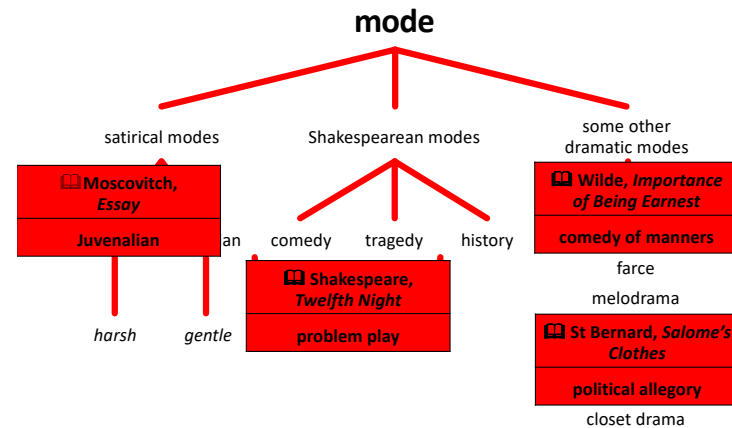 mode
satirical modes
Shakespearean modes
some other
dramatic modes
🕮 Moscovitch,
Essay
Juvenalian
an
comedy
tragedy
history
🕮 Wilde, Importance
of Being Earnest
comedy of manners
farce
melodrama
🕮 Shakespeare,
Twelfth Night
problem play
harsh
gentle
🕮 St Bernard, Salome's
Clothes
political allegory
closet drama